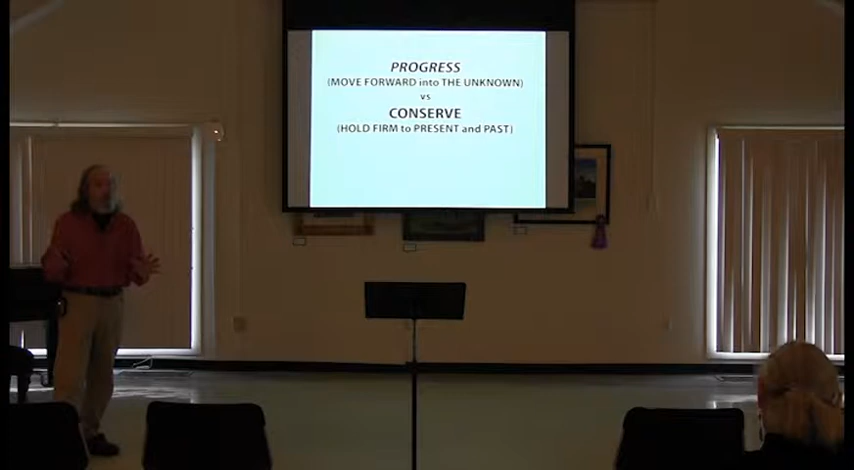 PROGRESS
(MOVE FORWARD into THE UNKNOWN)
vs
CONSERVE
(HOLD FIRM to PRESENT and PAST)